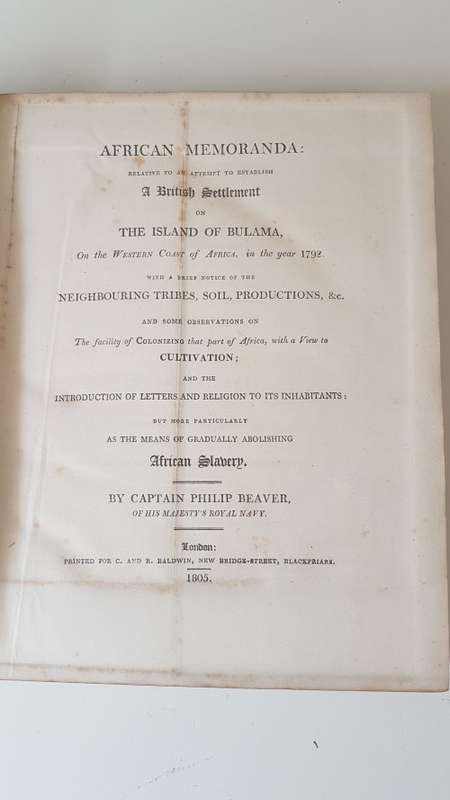 AFRICAN MEMORANDA:
RELATIVE TO AN ATTEMPT TO ESTABLISH
A British Settlement
ON
THE ISLAND OF BULAMA,
On the WESTERN COAST of AFRICA, in the year 1792.
WITH A BRIEF NOTICE OF THE
NEIGHBOURING TRIBES, SOIL, PRODUCTIONS, &c.
AND SOME OBSERVATIONS ON
The facility of COLONIZING that part of Africa, with a View to
CULTIVATION;
AND THE
INTRODUCTION OF LETTERS AND RELIGION TO ITS INHABITANTS:
BUT MORE PARTICULARLY
AS THE MEANS OF GRADUALLY ABOLISHING
African Slavery.
BY CAPTAIN PHILIP BEAVER,
OF HIS MAJESTY'S ROYAL NAVY.
London:
PRINTED FOR C. AND R. BALDWIN, NEW BRIDGE-STREET, BLACKFRIARS.
1805.